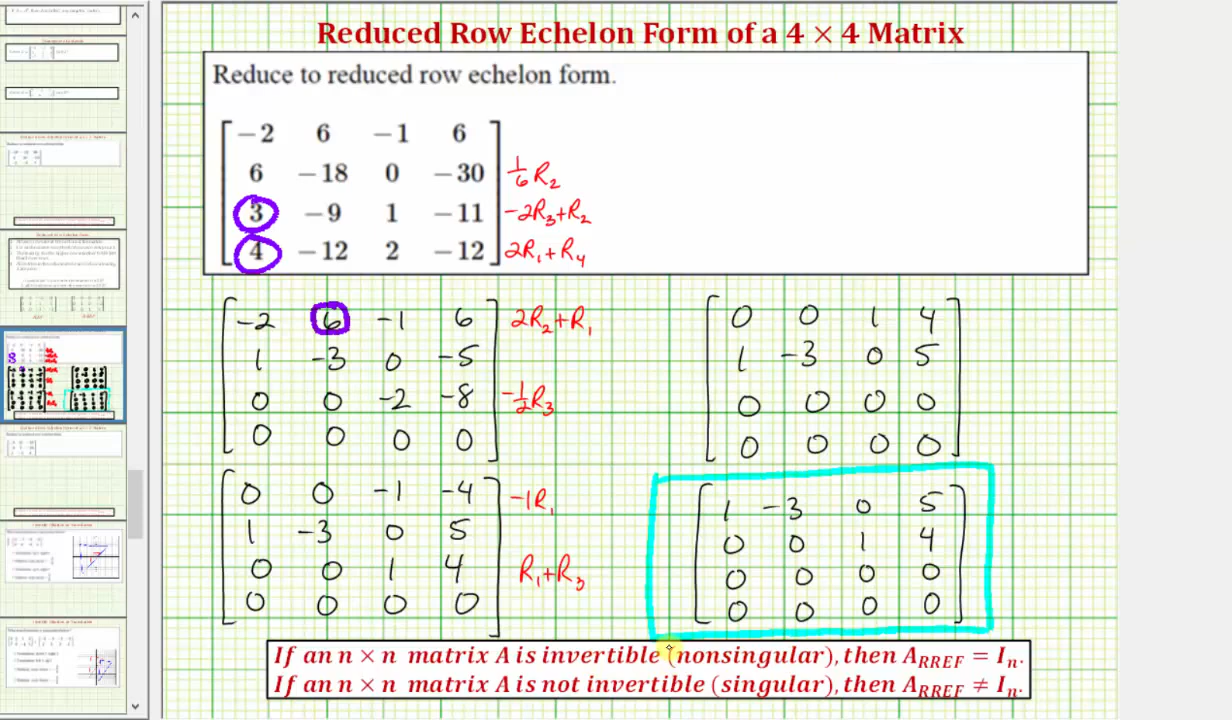 Reduced Row Echelon Form of a 4 × 4 Matrix
Reduce to reduced row echelon form.
−2 6 −1 6
6 −18 0 −30 1/6 R2
3 −9 1 −11 -2R3+R2
4 −12 2 −12 2R1+R4
-2 6 -1 6 2R2+R1
1 -3 0 -5
0 0 -2 -8 -1/2 R3
0 0 0 0
0 0 1 4
1 -3 0 5
0 0 0 0
0 0 0 0
0 0 -1 -4 -1R1
1 -3 0 5
0 0 1 4 R1+R3
0 0 0 0
1 -3 0 5
0 0 1 4
0 0 0 0
0 0 0 0
If an n × n matrix A is invertible (nonsingular), then A_RREF = I_n.
If an n × n matrix A is not invertible (singular), then A_RREF ≠ I_n.